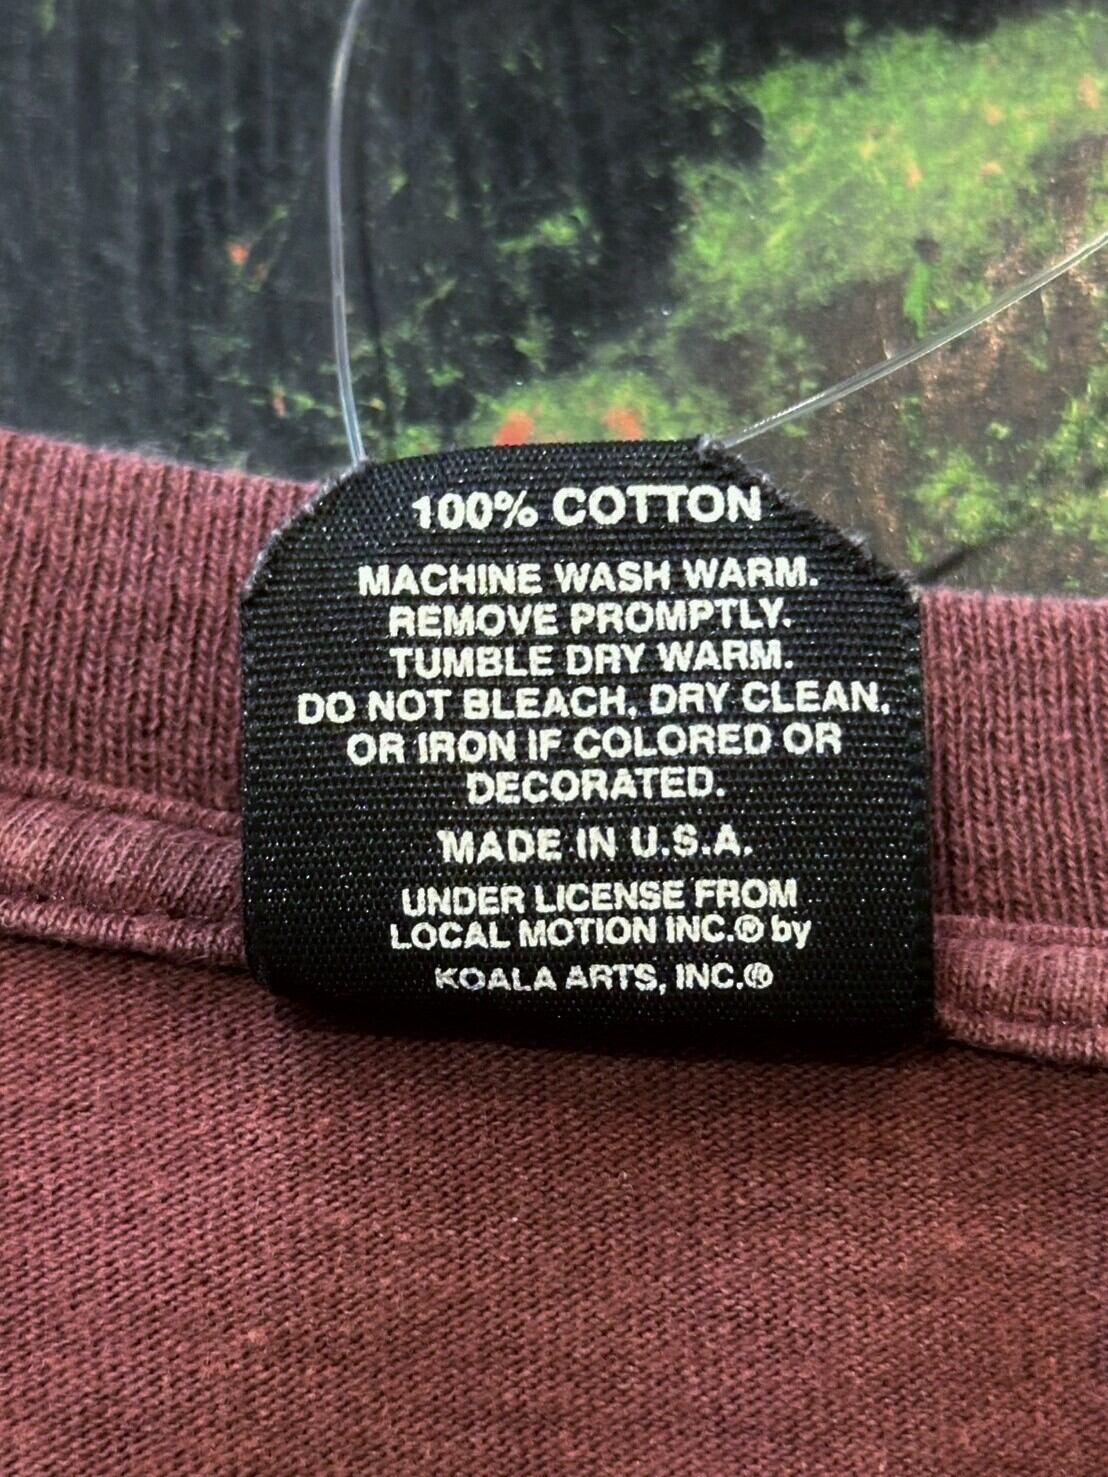 100% COTTON
MACHINE WASH WARM.
REMOVE PROMPTLY.
TUMBLE DRY WARM.
DO NOT BLEACH, DRY CLEAN,
OR IRON IF COLORED OR
DECORATED.
MADE IN U.S.A.
UNDER LICENSE FROM
LOCAL MOTION INC.® by
KOALA ARTS, INC.®